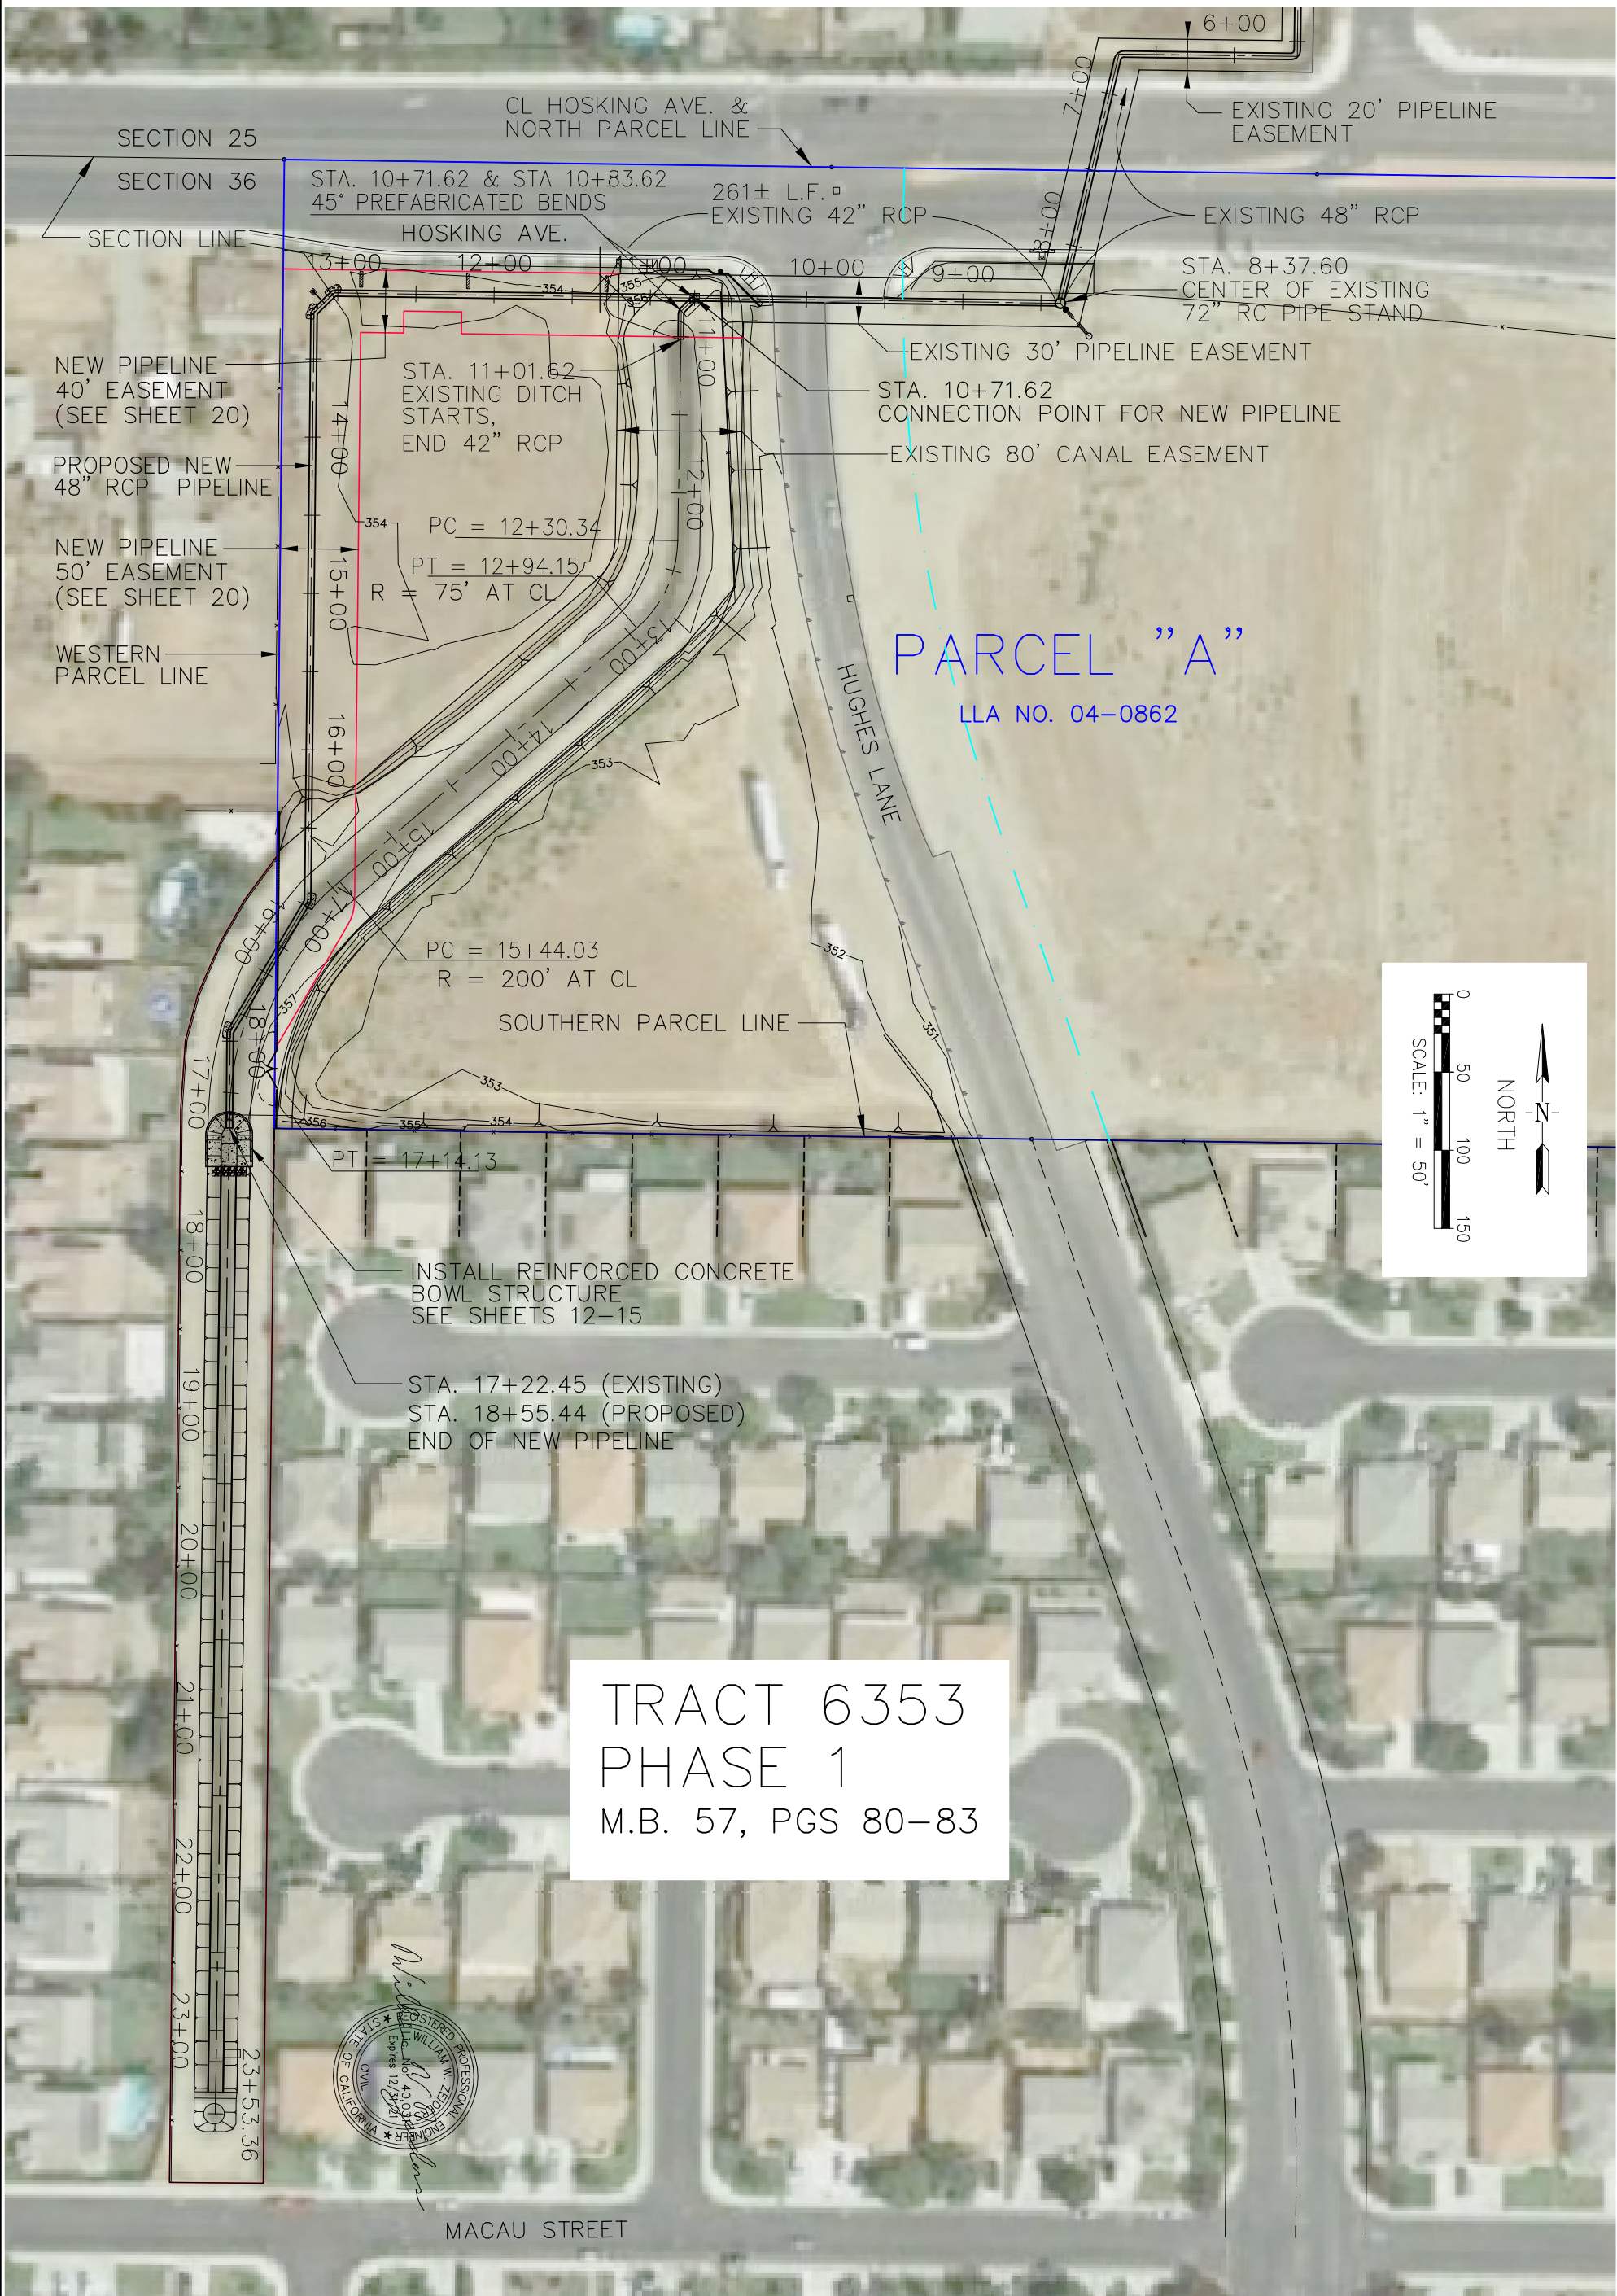 6+00
7+00
EXISTING 20' PIPELINE
EASEMENT
CL HOSKING AVE. &
NORTH PARCEL LINE
SECTION 25
SECTION 36
STA. 10+71.62 & STA 10+83.62
45° PREFABRICATED BENDS
HOSKING AVE.
261± L.F.
EXISTING 42" RCP
8+00
EXISTING 48" RCP
SECTION LINE
13+00
12+00
11+00
10+00
9+00
STA. 8+37.60
CENTER OF EXISTING
72" RC PIPE STAND
354
355
356
NEW PIPELINE
40' EASEMENT
(SEE SHEET 20)
STA. 11+01.62
EXISTING DITCH
STARTS,
END 42" RCP
11+00
EXISTING 30' PIPELINE EASEMENT
STA. 10+71.62
CONNECTION POINT FOR NEW PIPELINE
EXISTING 80' CANAL EASEMENT
14+00
PROPOSED NEW
48" RCP PIPELINE
12+00
354
PC = 12+30.34
PT = 12+94.15
R = 75' AT CL
NEW PIPELINE
50' EASEMENT
(SEE SHEET 20)
15+00
13+00
WESTERN
PARCEL LINE
PARCEL "A"
LLA NO. 04-0862
HUGHES LANE
16+00
14+00
353
15+00
17+00
16+00
PC = 15+44.03
R = 200' AT CL
352
357
SOUTHERN PARCEL LINE
351
18+00
17+00
353
356
355
354
PT = 17+14.13
0
50
100
150
SCALE: 1" = 50'
NORTH
N
18+00
INSTALL REINFORCED CONCRETE
BOWL STRUCTURE
SEE SHEETS 12-15
19+00
STA. 17+22.45 (EXISTING)
STA. 18+55.44 (PROPOSED)
END OF NEW PIPELINE
20+00
21+00
TRACT 6353
PHASE 1
M.B. 57, PGS 80-83
22+00
23+00
23+53.36
REGISTERED PROFESSIONAL ENGINEER
WILLIAM W.
Lic. No.
Expires 12/31/21
CIVIL
STATE OF CALIFORNIA
MACAU STREET